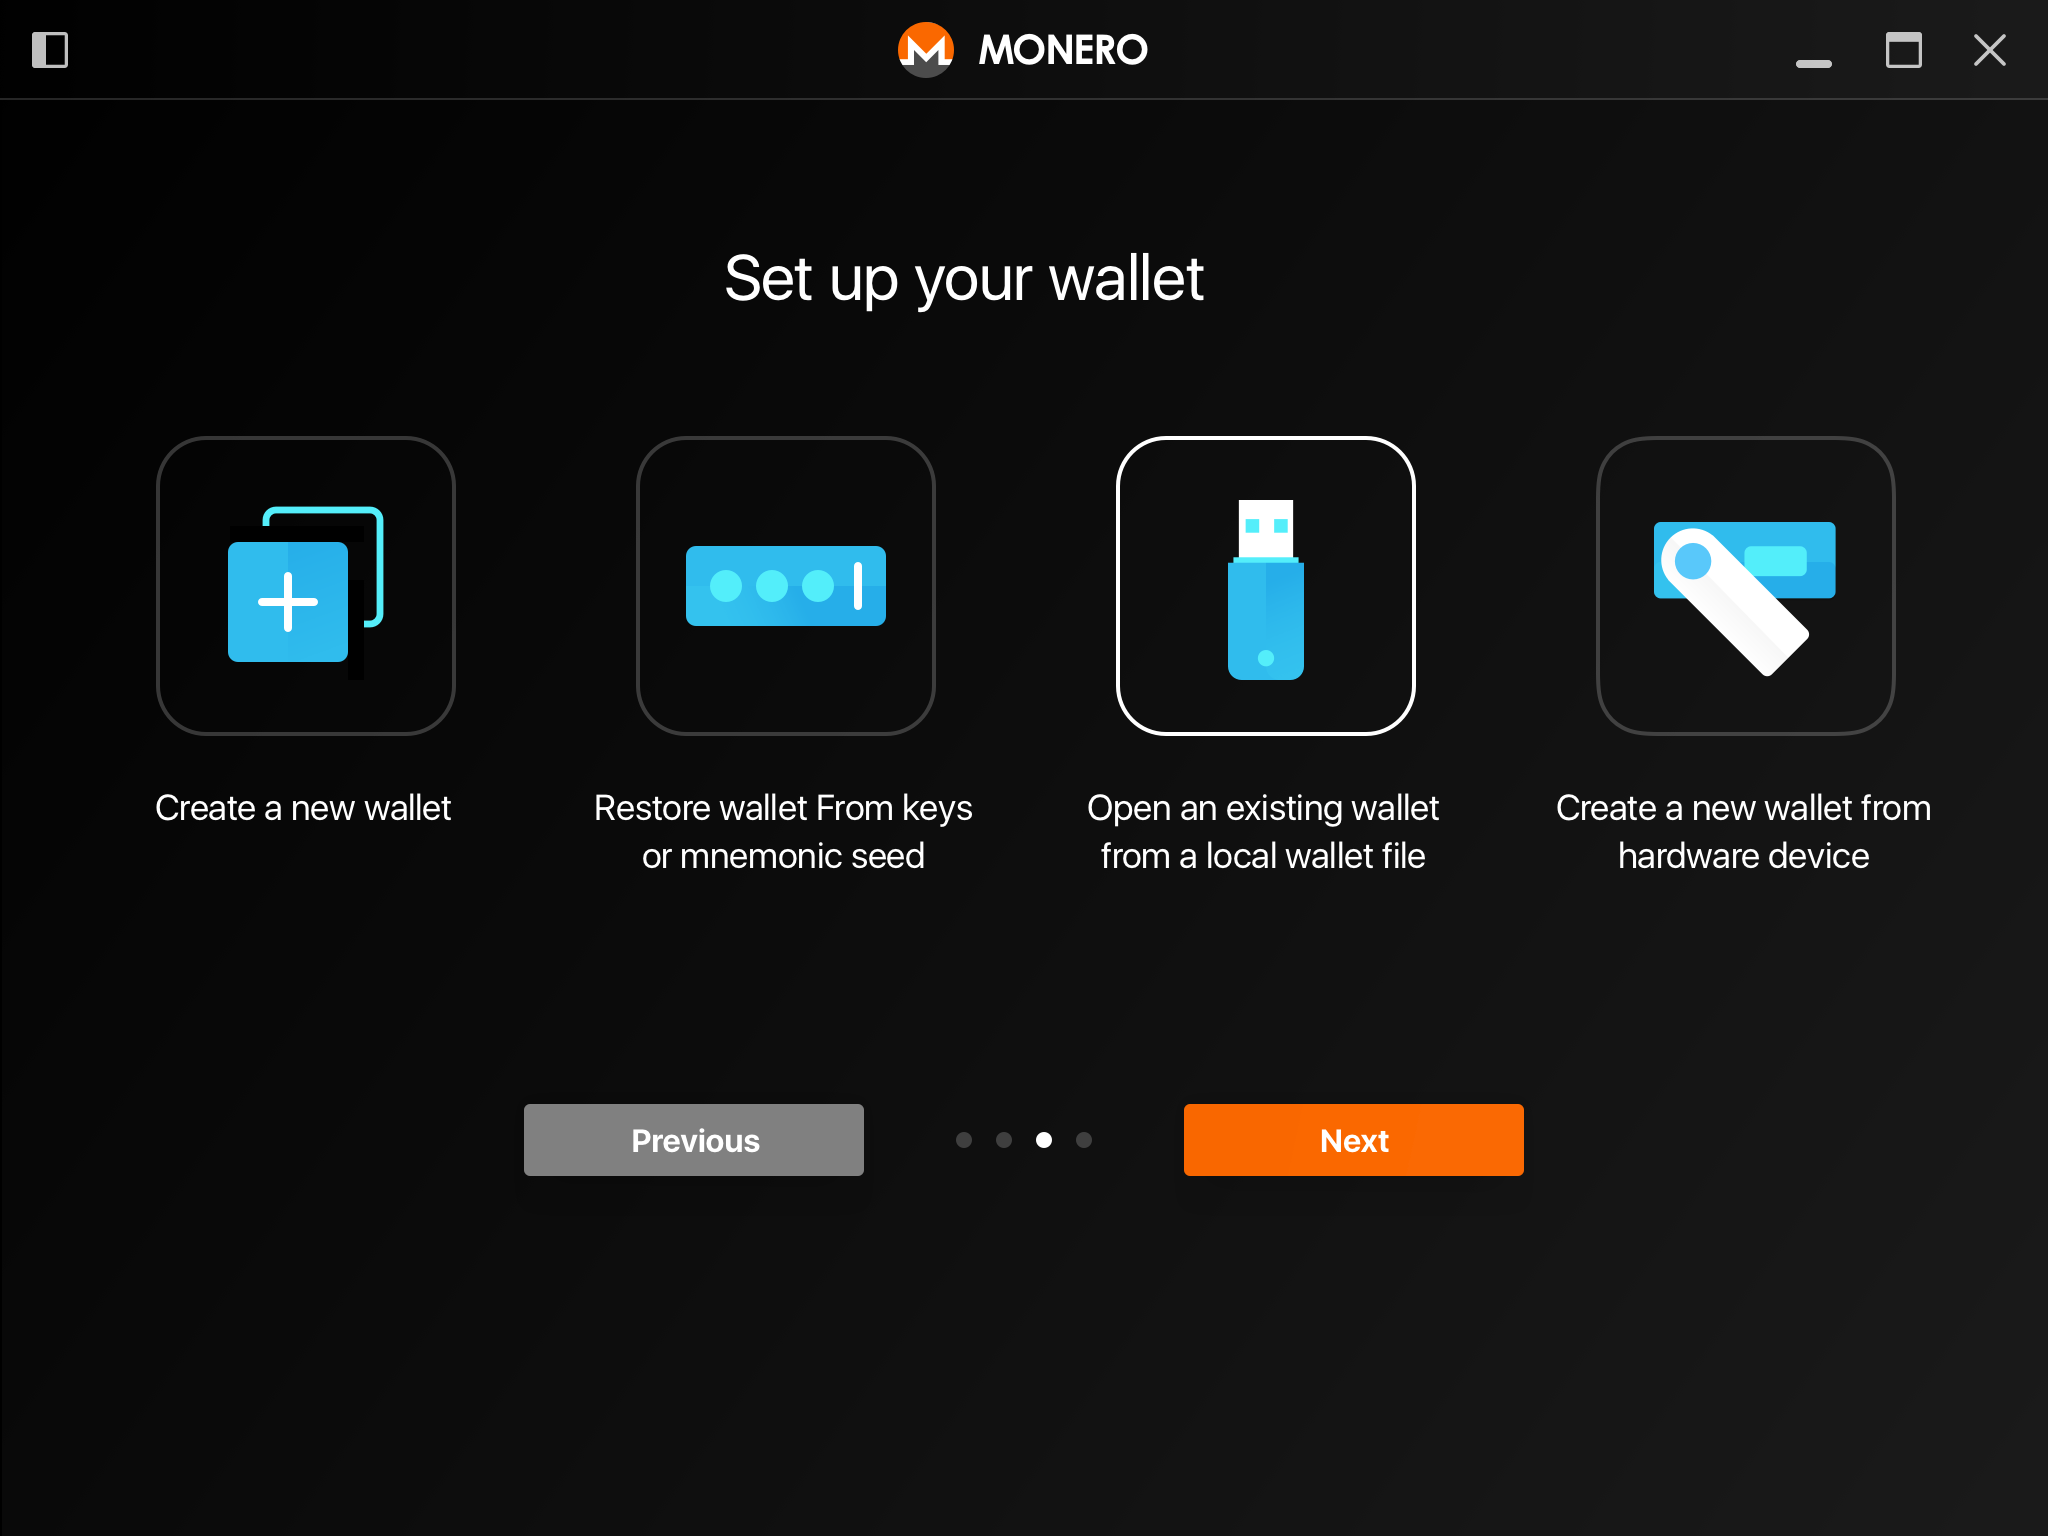 MONERO
Set up your wallet
Create a new wallet
Restore wallet From keys
or mnemonic seed
Open an existing wallet
from a local wallet file
Create a new wallet from
hardware device
Previous
Next